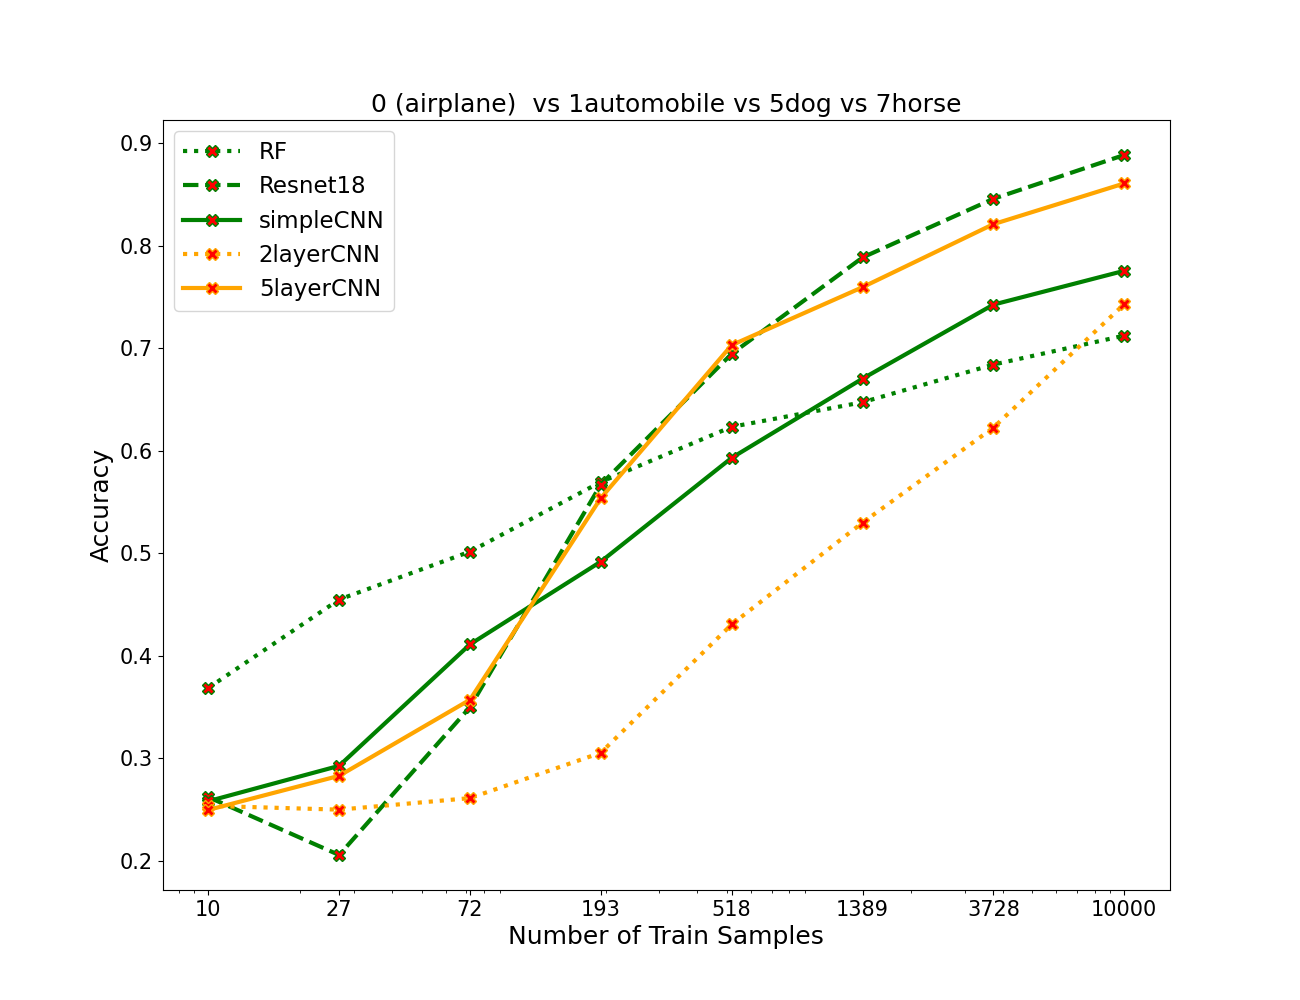 0 (airplane)  vs 1automobile vs 5dog vs 7horse
RF
Resnet18
simpleCNN
2layerCNN
5layerCNN
Accuracy
0.9
0.8
0.7
0.6
0.5
0.4
0.3
0.2
10 27 72 193 518 1389 3728 10000
Number of Train Samples